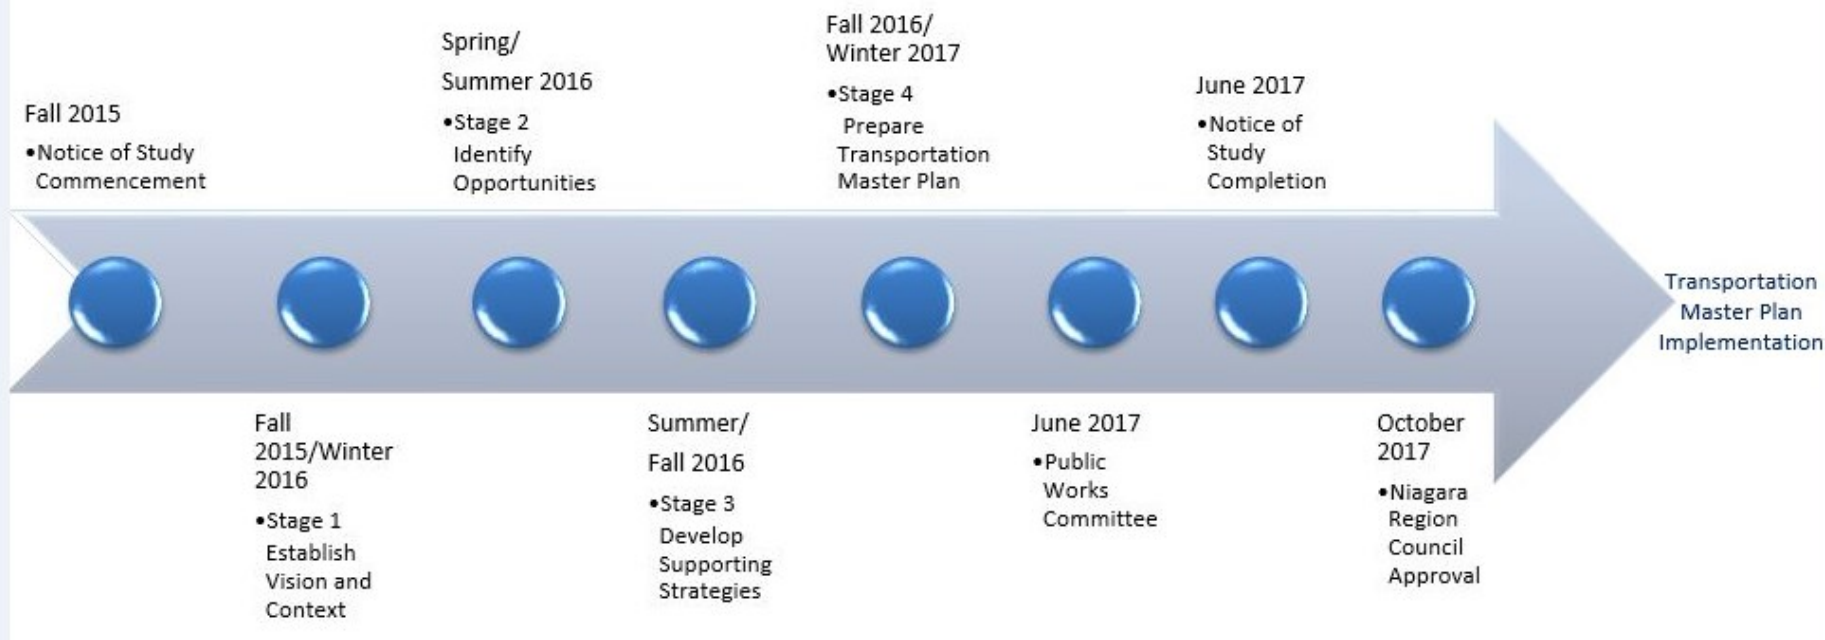 Fall 2015
•Notice of Study
Commencement
Fall
2015/Winter
2016
•Stage 1
Establish
Vision and
Context
Spring/
Summer 2016
•Stage 2
Identify
Opportunities
Summer/
Fall 2016
•Stage 3
Develop
Supporting
Strategies
Fall 2016/
Winter 2017
•Stage 4
Prepare
Transportation
Master Plan
June 2017
•Public
Works
Committee
June 2017
•Notice of
Study
Completion
October
2017
•Niagara
Region
Council
Approval
Transportation
Master Plan
Implementation